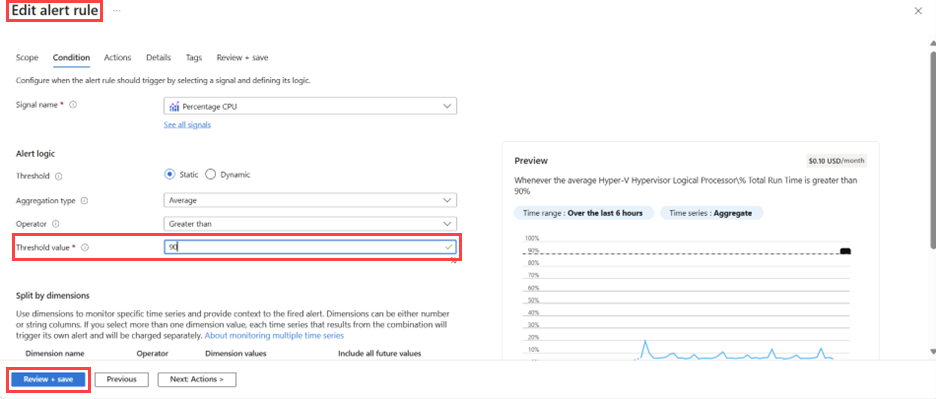 Edit alert rule ...
Scope Condition Actions Details Tags Review + save
Configure when the alert rule should trigger by selecting a signal and defining its logic.
Signal name * Percentage CPU
See all signals
Alert logic
Threshold Static Dynamic
Aggregation type Average
Operator Greater than
Threshold value * 90
%
Split by dimensions
Use dimensions to monitor specific time series and provide context to the fired alert. Dimensions can be either number
or string columns. If you select more than one dimension value, each time series that results from the combination will
trigger its own alert and will be charged separately. About monitoring multiple time series
Dimension name Operator Dimension values Include all future values
Preview $0.10 USD/month
Whenever the average Hyper-V Hypervisor Logical Processor\% Total Run Time is greater than
90%
Time range : Over the last 6 hours Time series : Aggregate
100%
90%
80%
70%
60%
50%
40%
30%
20%
10%
0%
Review + save Previous Next: Actions >